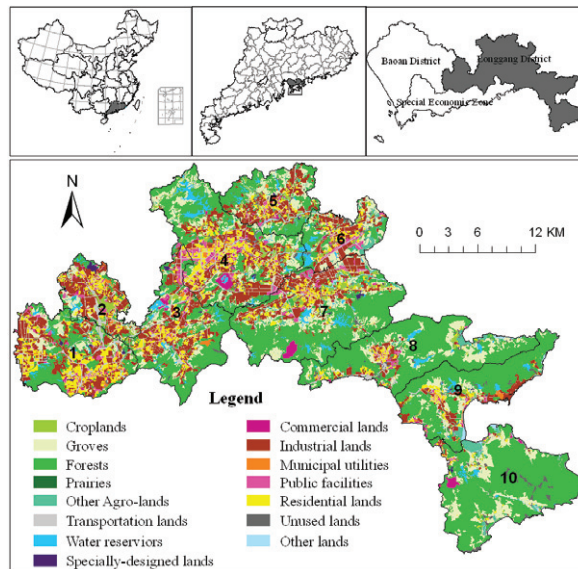 Baoan District
Longgang District
Special Economic Zone
N
0 3 6 12 KM
5
6
4
2
3
7
1
8
9
10
Legend
Croplands
Groves
Forests
Prairies
Other Agro-lands
Transportation lands
Water reserviors
Specially-designed lands
Commercial lands
Industrial lands
Municipal utilities
Public facilities
Residential lands
Unused lands
Other lands